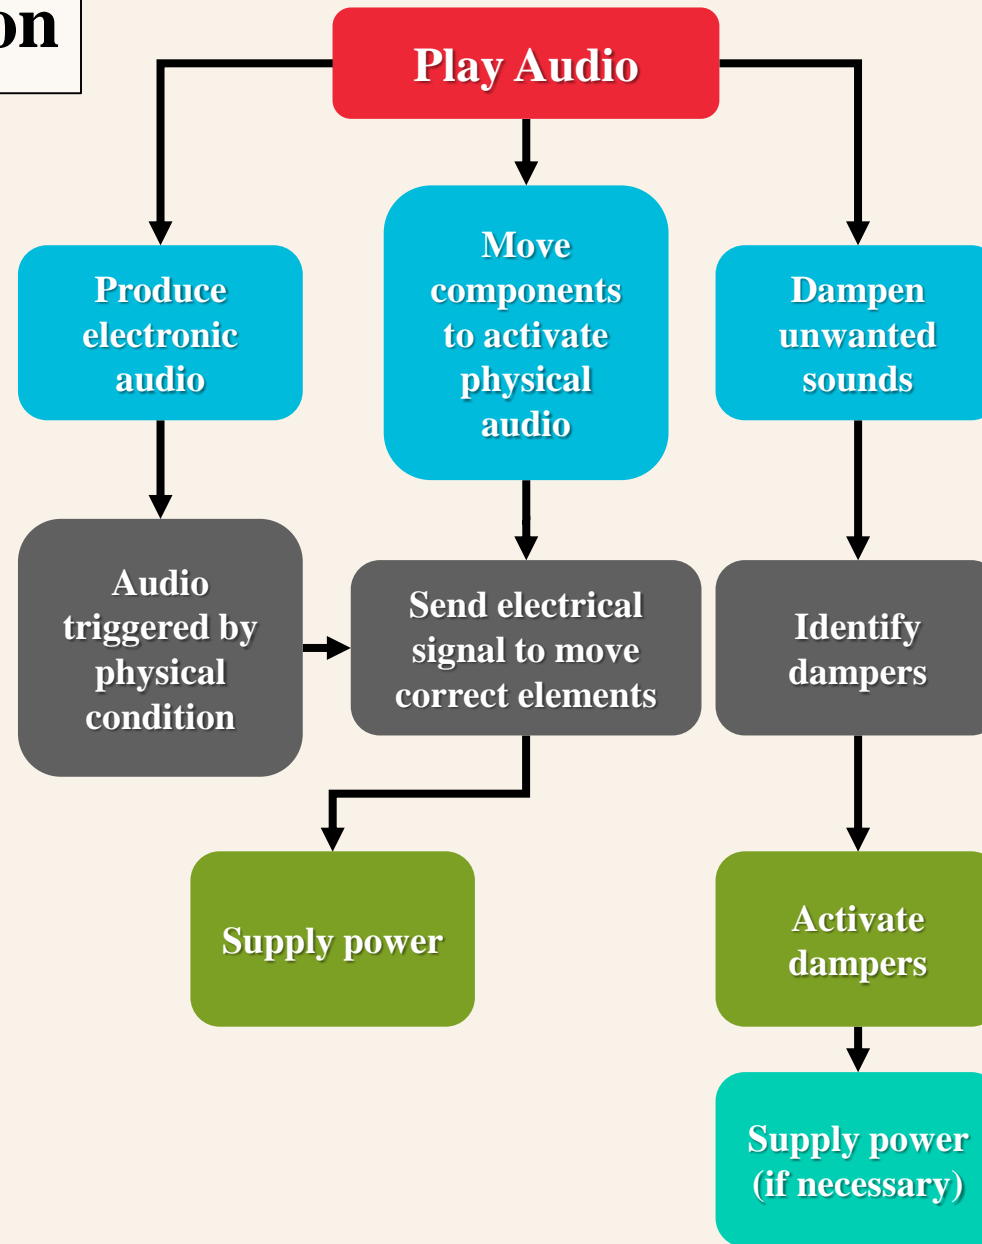 on
Play Audio
Produce
electronic
audio
Move
components
to activate
physical
audio
Dampen
unwanted
sounds
Audio
triggered by
physical
condition
Send electrical
signal to move
correct elements
Identify
dampers
Supply power
Activate
dampers
Supply power
(if necessary)